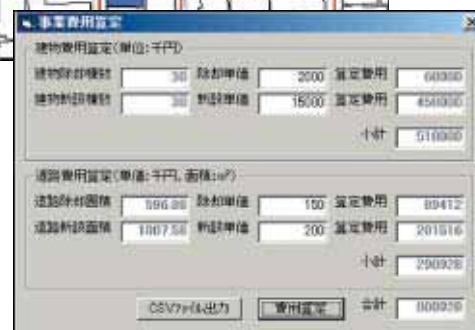 事業費用算定
建物費用算定(単位:千円)
建物除却棟数 30 除却単価 2000 算定費用 60000
建物新設棟数 30 新設単価 15000 算定費用 450000
小計 510000
道路費用算定(単価:千円、面積:㎡)
道路除却面積 596.08 除却単価 150 算定費用 89412
道路新設面積 1007.58 新設単価 200 算定費用 201516
小計 290928
CSVファイル出力 費用算定 合計 800928